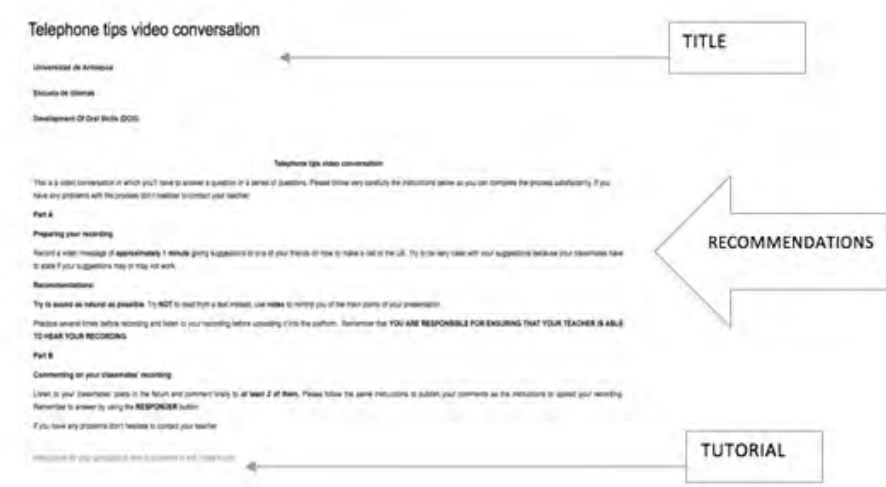 Telephone tips video conversation
TITLE
Universidad de Antioquia
Escuela de Idiomas
Development Of Oral Skills (DOS)
Telephone tips video conversation
This is a video conversation in which you'll have to answer a question or a series of questions. Please follow very carefully the instructions below so you can complete the process satisfactorily. If you
have any problems with the process don't hesitate to contact your teacher.
Part A
Preparing your recording
Record a video message of approximately 1 minute giving suggestions to one of your friends on how to make a call to the US. Try to be very with your suggestions because your classmates have
to state if your suggestions may or may not work.
RECOMMENDATIONS
Recommendations:
Try to sound as natural as possible. Try NOT to read from a text instead, use notes to remind you of the main points of your presentation.
Practice several times before recording and listen to your recording before uploading it into the platform. Remember that YOU ARE RESPONSIBLE FOR ENSURING THAT YOUR TEACHER IS ABLE
TO HEAR YOUR RECORDING.
Part B
Commenting on your classmates' recording
Listen to your classmates' posts in the forum and comment to at least 2 of them. Please follow the same instructions to publish your comments as the instructions to upload your recording.
Remember to answer by using the RESPONDER button.
If you have any problems don't hesitate to contact your teacher.
TUTORIAL